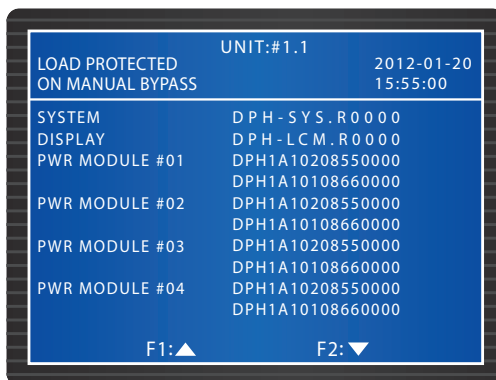 UNIT:#1.1
LOAD PROTECTED 2012-01-20
ON MANUAL BYPASS 15:55:00
SYSTEM DPH-SYS.R0000
DISPLAY DPH-LCM.R0000
PWR MODULE #01 DPH1A10208550000
DPH1A10108660000
PWR MODULE #02 DPH1A10208550000
DPH1A10108660000
PWR MODULE #03 DPH1A10208550000
DPH1A10108660000
PWR MODULE #04 DPH1A10208550000
DPH1A10108660000
F1:▲ F2:▼